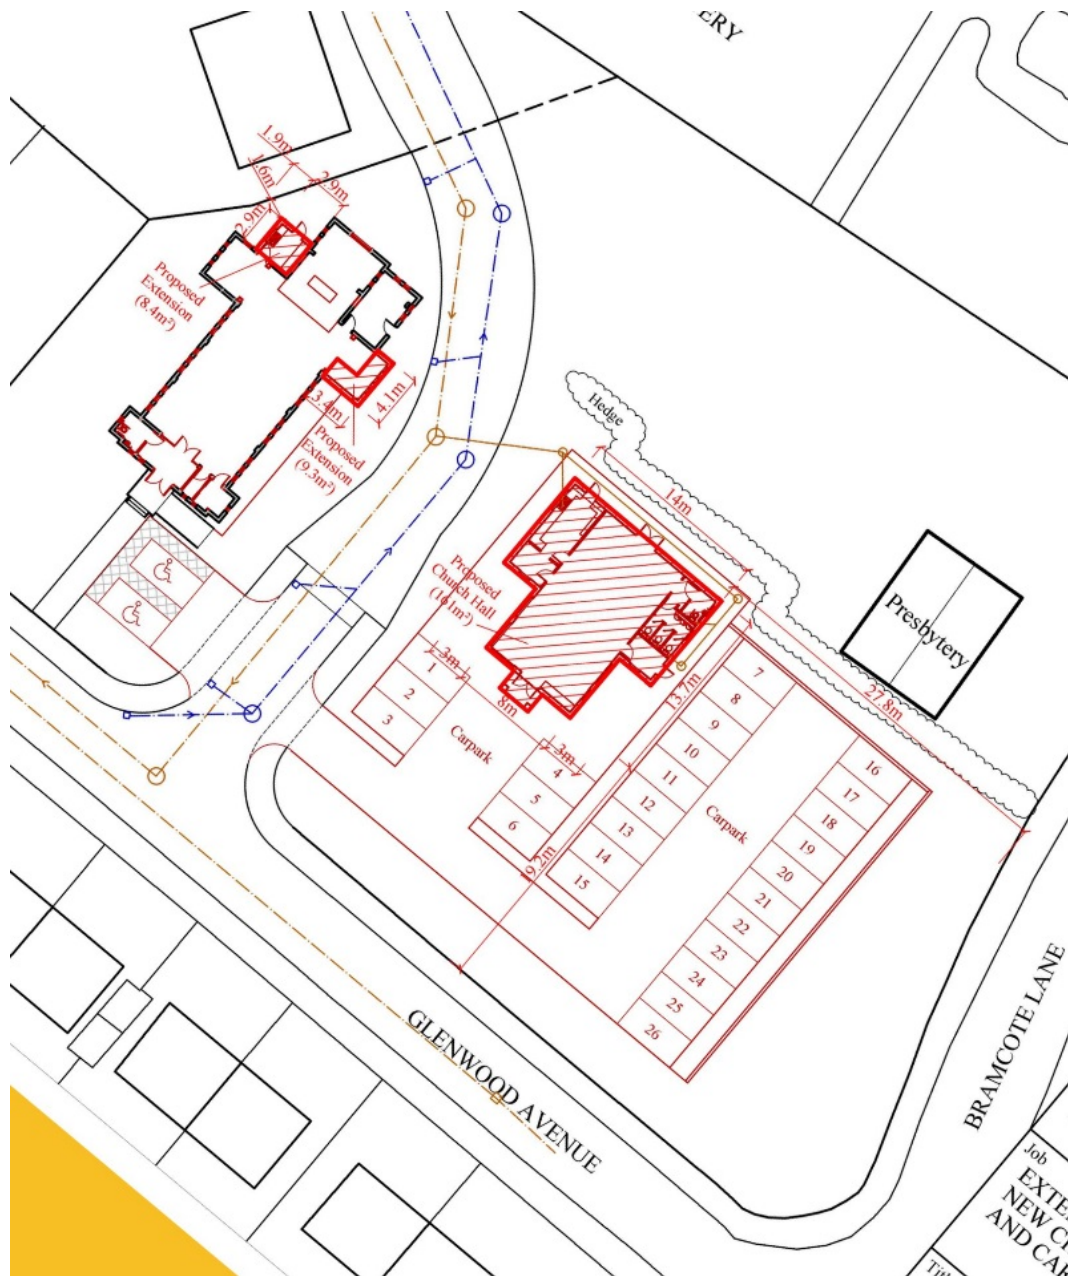 ERY
1.9m
1.6m
2.9m
2.9m
Proposed
Extension
(8.4m²)
3.4m
4.1m
Proposed
Extension
(9.3m²)
Hedge
14m
Proposed
Church Hall
(161m²)
Presbytery
3m
1
2
3
8m
3.7m
27.8m
Carpark
3m
4
5
6
7
8
9
10
11
12
13
14
15
Carpark
16
17
18
19
20
21
22
23
24
25
26
GLENWOOD AVENUE
BRAMCOTE LANE
Job
EXTE
NEW C
AND CA